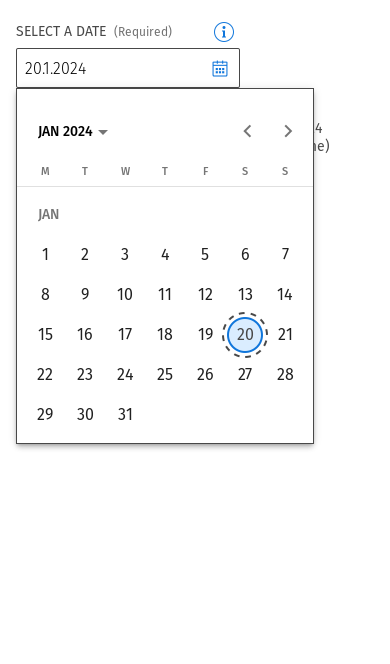 SELECT A DATE (Required)
20.1.2024
4
JAN 2024
M T W T F S S
JAN
1 2 3 4 5 6 7
8 9 10 11 12 13 14
15 16 17 18 19 20 21
22 23 24 25 26 27 28
29 30 31